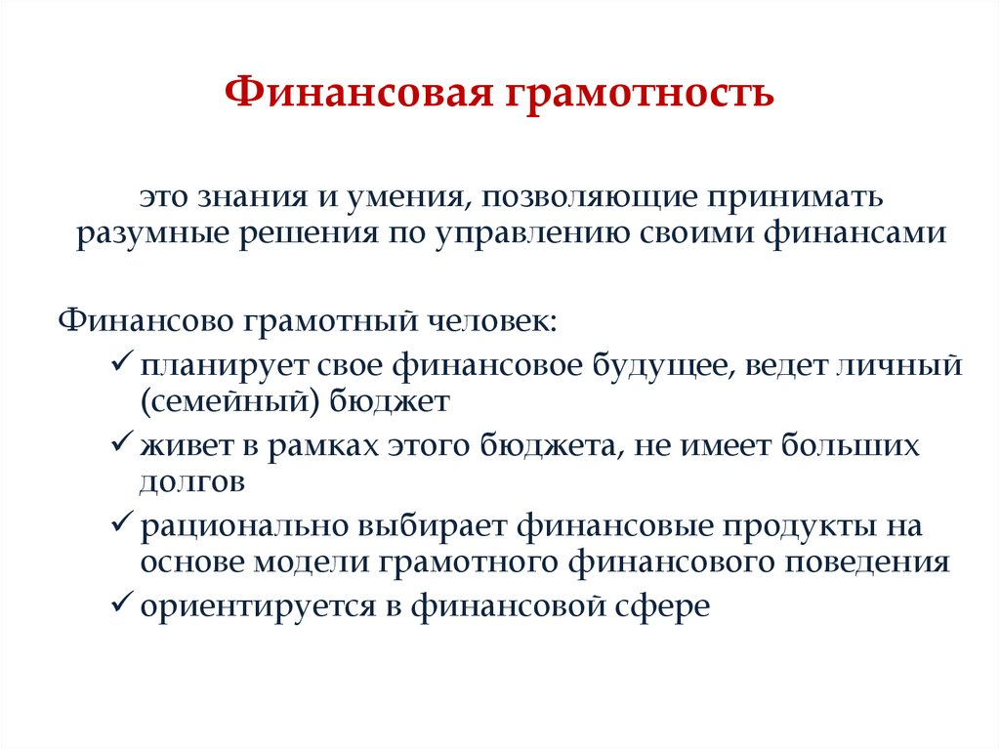 Финансовая грамотность
это знания и умения, позволяющие принимать
разумные решения по управлению своими финансами
Финансово грамотный человек:
✓ планирует свое финансовое будущее, ведет личный
(семейный) бюджет
✓ живет в рамках этого бюджета, не имеет больших
долгов
✓ рационально выбирает финансовые продукты на
основе модели грамотного финансового поведения
✓ ориентируется в финансовой сфере